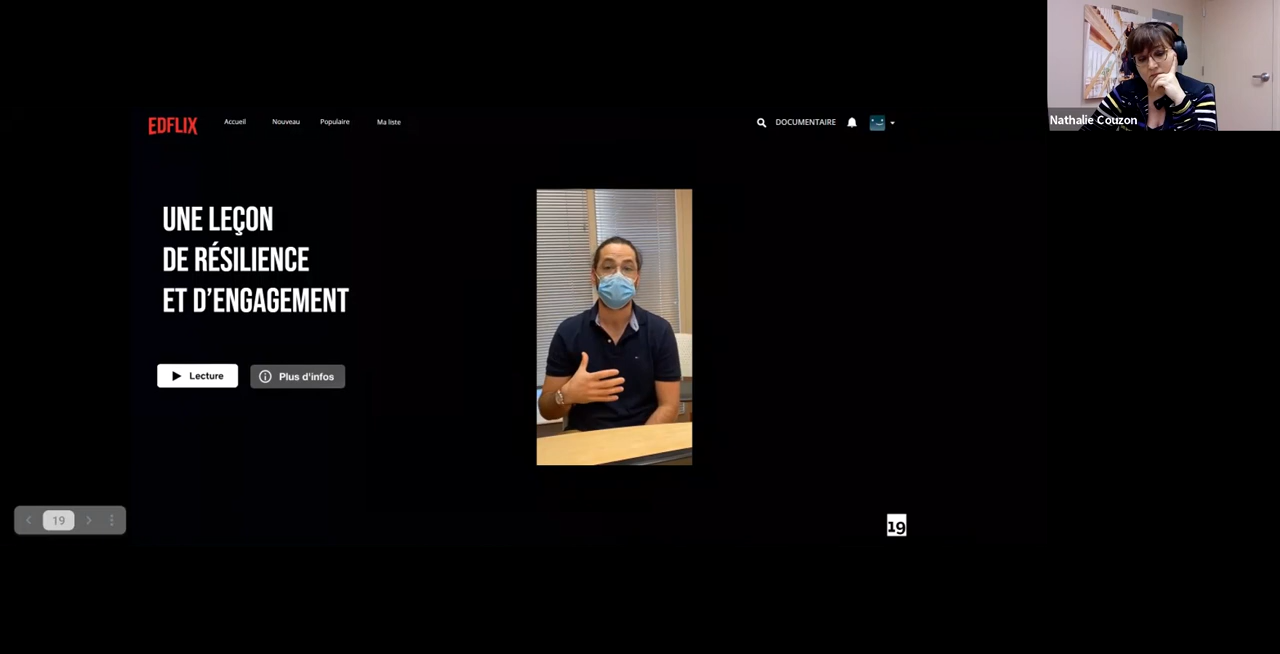 EDFLIX
Accueil
Nouveau
Populaire
Ma liste
DOCUMENTAIRE
Nathalie Couzon
UNE LEÇON
DE RÉSILIENCE
ET D’ENGAGEMENT
Lecture
Plus d'infos
19
19